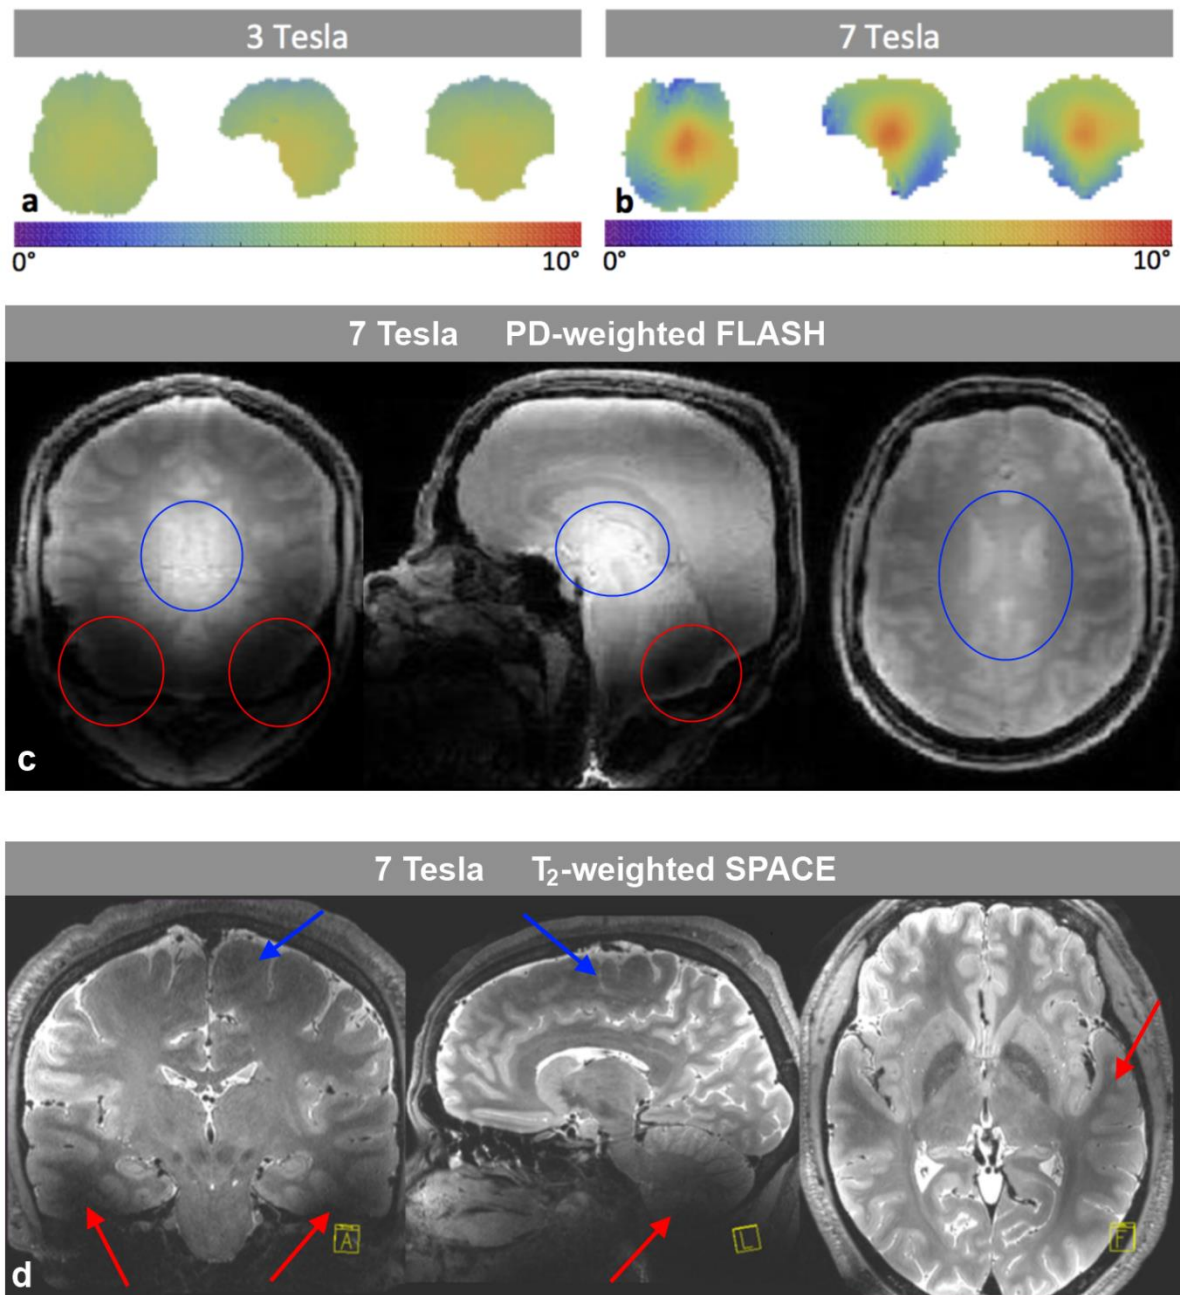 3 Tesla
7 Tesla
a
b
0° 10°
0° 10°
7 Tesla PD-weighted FLASH
c
7 Tesla T₂-weighted SPACE
A
L
F
d